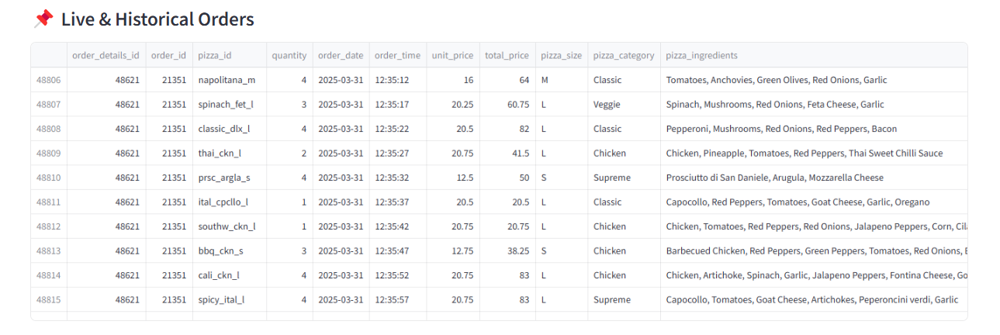 📌 Live & Historical Orders
order_details_id order_id pizza_id quantity order_date order_time unit_price total_price pizza_size pizza_category pizza_ingredients
48806 48621 21351 napolitana_m 4 2025-03-31 12:35:12 16 64 M Classic Tomatoes, Anchovies, Green Olives, Red Onions, Garlic
48807 48621 21351 spinach_fet_l 3 2025-03-31 12:35:17 20.25 60.75 L Veggie Spinach, Mushrooms, Red Onions, Feta Cheese, Garlic
48808 48621 21351 classic_dlx_l 4 2025-03-31 12:35:22 20.5 82 L Classic Pepperoni, Mushrooms, Red Onions, Red Peppers, Bacon
48809 48621 21351 thai_ckn_l 2 2025-03-31 12:35:27 20.75 41.5 L Chicken Chicken, Pineapple, Tomatoes, Red Peppers, Thai Sweet Chilli Sauce
48810 48621 21351 prsc_argla_s 4 2025-03-31 12:35:32 12.5 50 S Supreme Prosciutto di San Daniele, Arugula, Mozzarella Cheese
48811 48621 21351 ital_cpcllo_l 1 2025-03-31 12:35:37 20.5 20.5 L Classic Capocollo, Red Peppers, Tomatoes, Goat Cheese, Garlic, Oregano
48812 48621 21351 southw_ckn_l 1 2025-03-31 12:35:42 20.75 20.75 L Chicken Chicken, Tomatoes, Red Peppers, Red Onions, Jalapeno Peppers, Corn,
48813 48621 21351 bbq_ckn_s 3 2025-03-31 12:35:47 12.75 38.25 S Chicken Barbecued Chicken, Red Peppers, Green Peppers, Tomatoes, Red Onions,
48814 48621 21351 cali_ckn_l 4 2025-03-31 12:35:52 20.75 83 L Chicken Chicken, Artichoke, Spinach, Garlic, Jalapeno Peppers, Fontina Cheese,
48815 48621 21351 spicy_ital_l 4 2025-03-31 12:35:57 20.75 83 L Supreme Capocollo, Tomatoes, Goat Cheese, Artichokes, Peperoncini verdi, Garlic